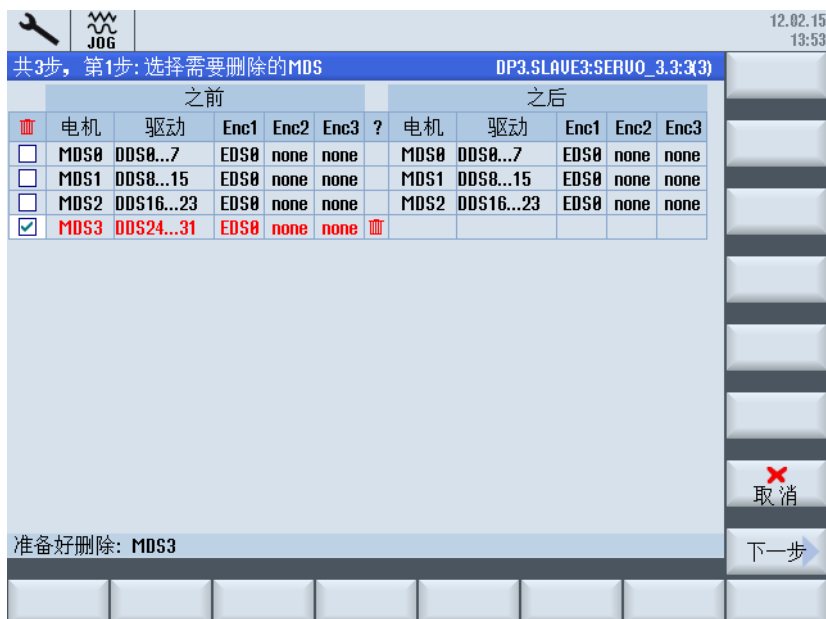 JOG
12.02.15
13:53
共3步，第1步: 选择需要删除的MDS DP3.SLAVE3:SERVO_3.3:3(3)
之前 之后
电机 驱动 Enc1 Enc2 Enc3 ? 电机 驱动 Enc1 Enc2 Enc3
MDS0 DDS0...7 EDS0 none none MDS0 DDS0...7 EDS0 none none
MDS1 DDS8...15 EDS0 none none MDS1 DDS8...15 EDS0 none none
MDS2 DDS16...23 EDS0 none none MDS2 DDS16...23 EDS0 none none
MDS3 DDS24...31 EDS0 none none
取消
准备好删除: MDS3
下一步